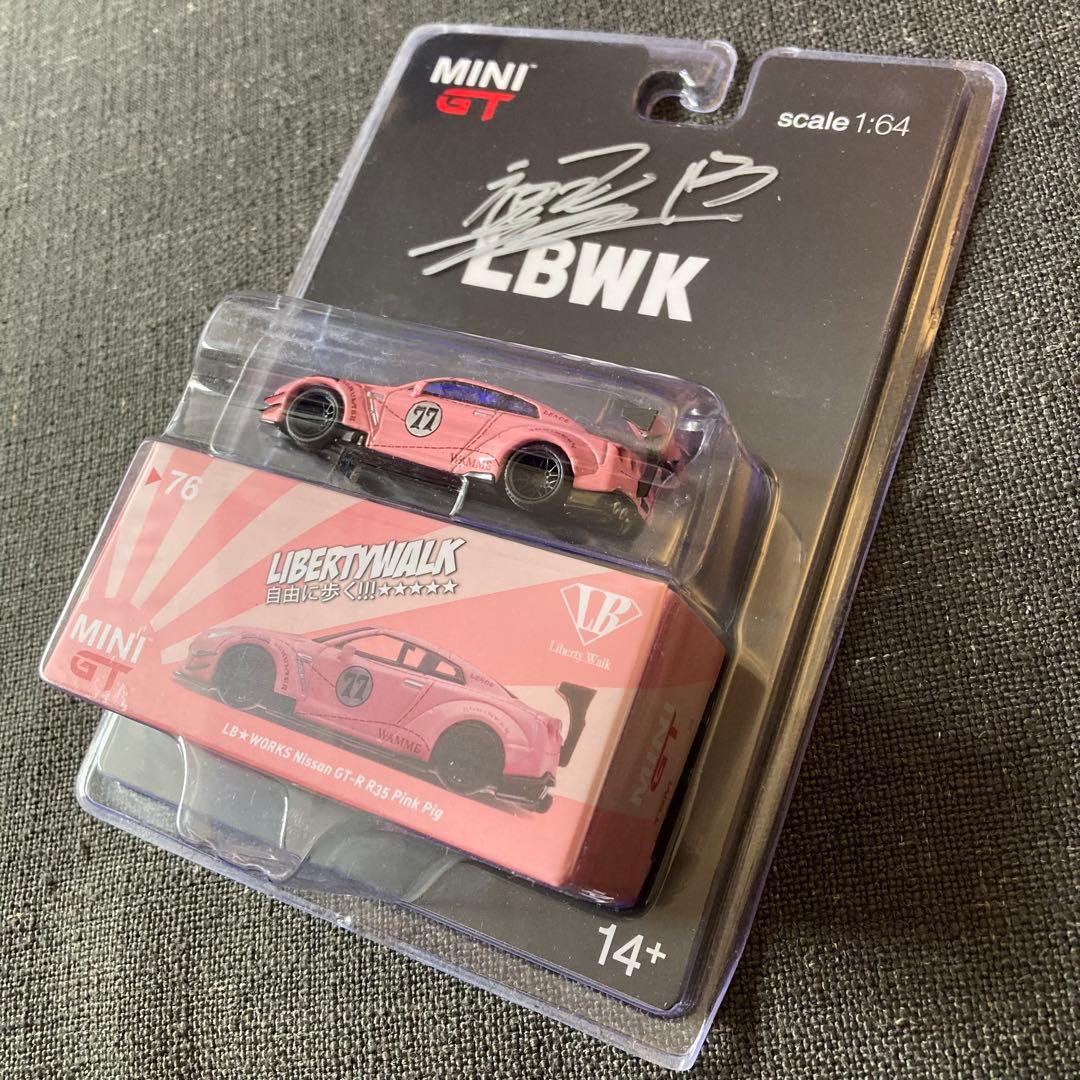 MINI GT
scale 1:64
LBWK
77
WAMME
76
LIBERTYWALK
自由に歩く!!!★★★★★
LB
Liberty Walk
MINI GT
77
WAMME
LB★WORKS Nissan GT-R R35 Pink Pig
MINI GT
14+